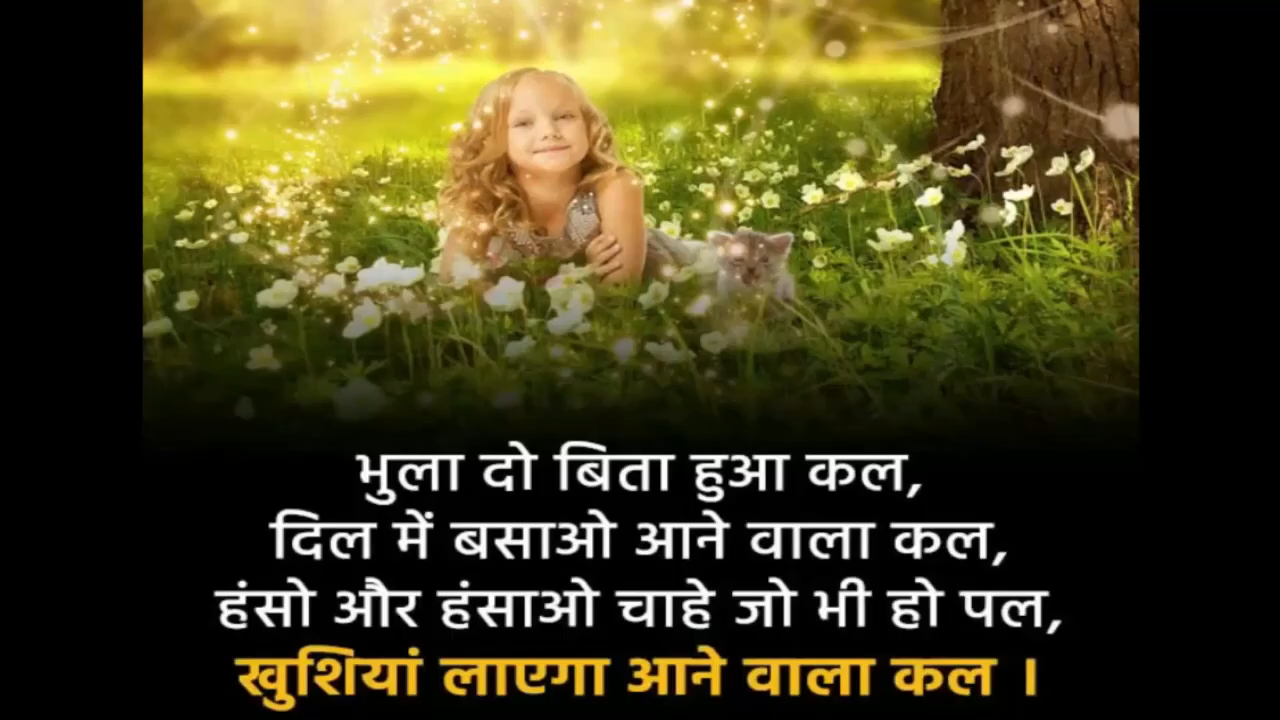 भुला दो बिता हुआ कल,
दिल में बसाओ आने वाला कल,
हंसो और हंसाओ चाहे जो भी हो पल,
खुशियां लाएगा आने वाला कल ।